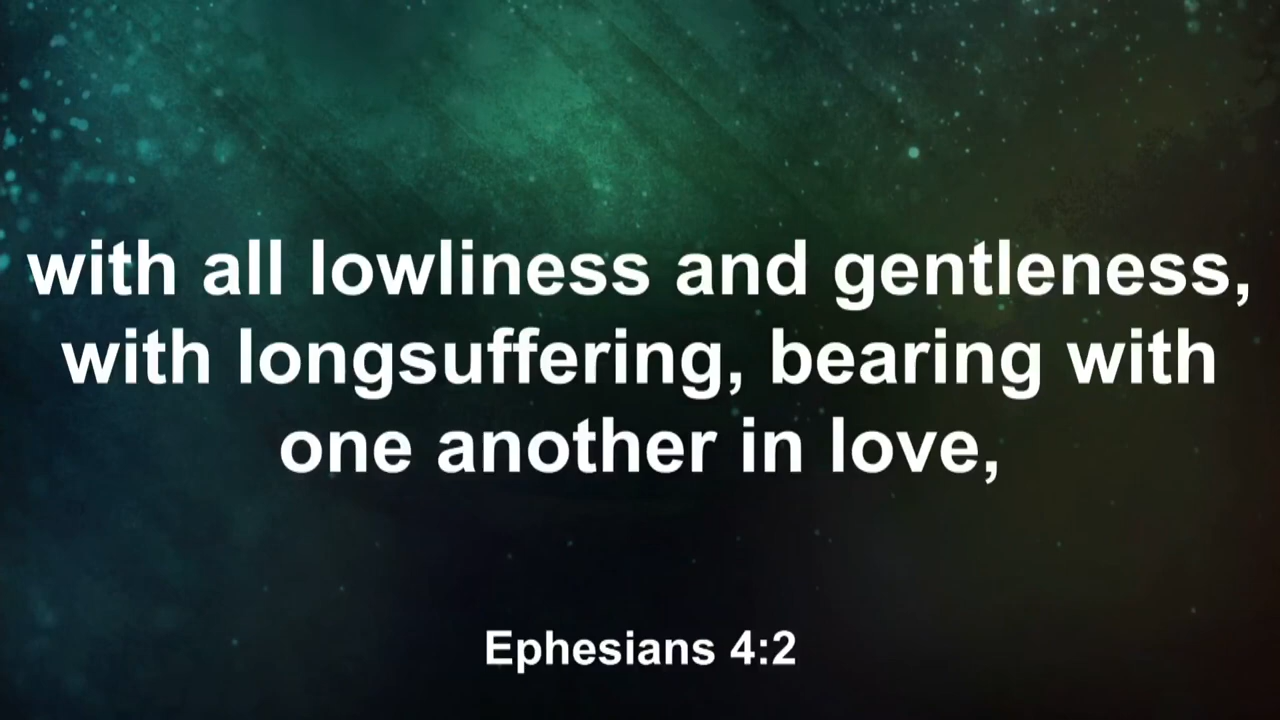 with all lowliness and gentleness,
with longsuffering, bearing with
one another in love,
Ephesians 4:2